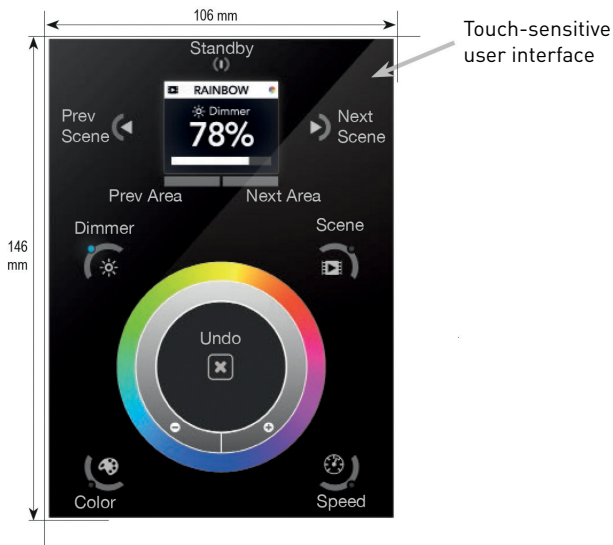 106 mm
Touch-sensitive
user interface
Standby
RAINBOW
Dimmer
78%
Prev
Scene
Next
Scene
Prev Area
Next Area
Dimmer
Scene
146
mm
Undo
Color
Speed